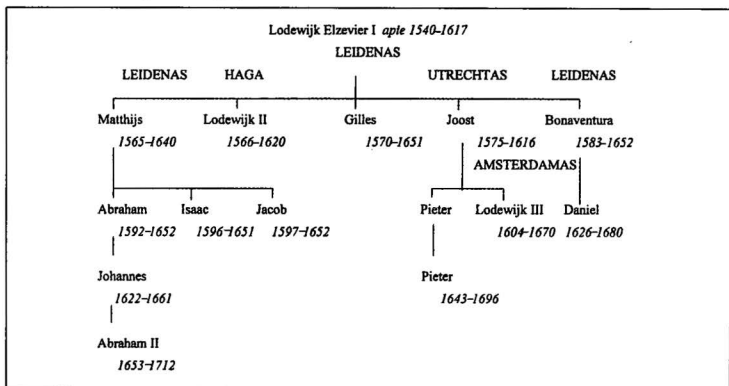 Lodewijk Elzevier I aple 1540–1617
LEIDENAS
LEIDENAS HAGA UTRECHTAS LEIDENAS
Matthijs Lodewijk II Gilles Joost Bonaventura
1565–1640 1566–1620 1570–1651 1575–1616 1583–1652
AMSTERDAMAS
Abraham Isaac Jacob Pieter Lodewijk III Daniel
1592–1652 1596–1651 1597–1652 1604–1670 1626–1680
Johannes Pieter
1622–1661 1643–1696
Abraham II
1653–1712